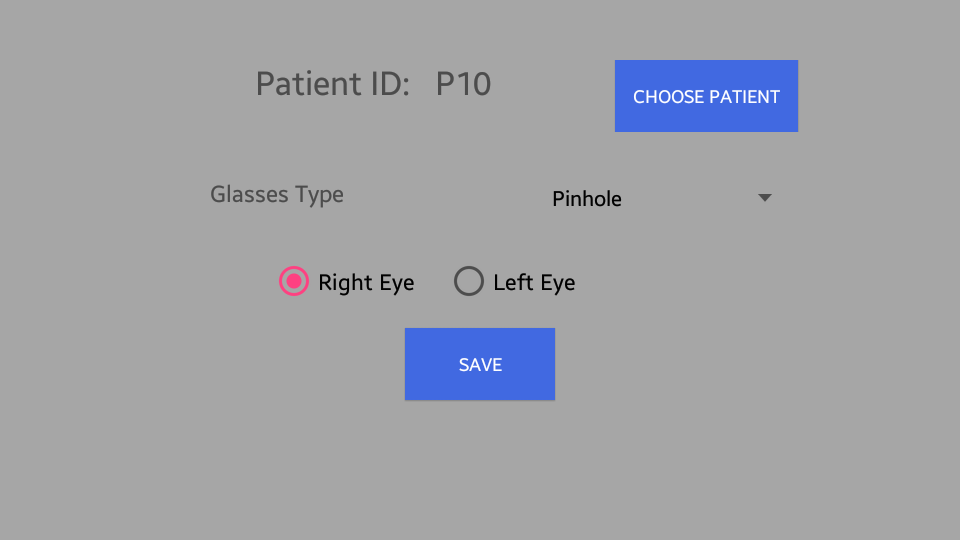 Patient ID: P10
CHOOSE PATIENT
Glasses Type
Pinhole
Right Eye
Left Eye
SAVE